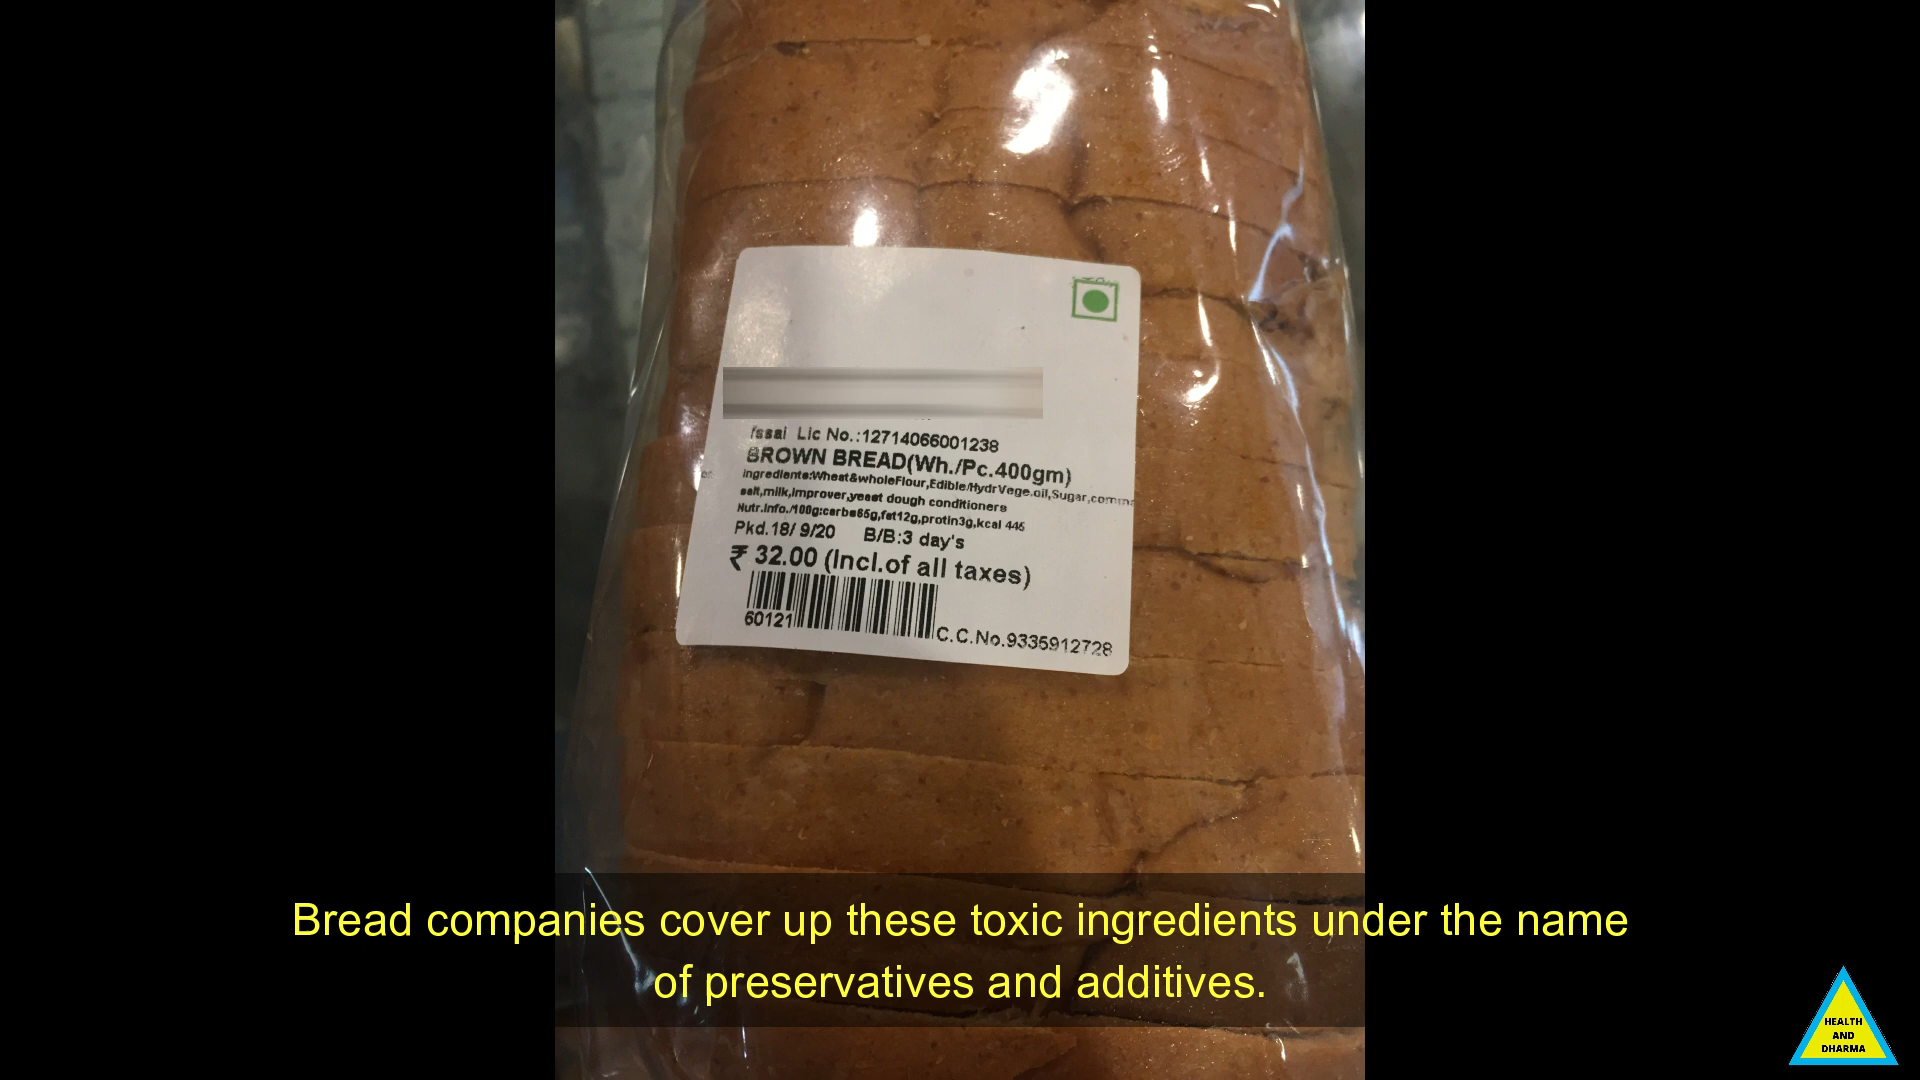 fssai Lic No.:12714066001238
BROWN BREAD(Wh./Pc.400gm)
Ingredients:Wheat&wholeFlour,Edible/HydrVege.oil,Sugar,comm
salt,milk,improver,yeast dough conditioners
Nutr.Info./100g:carbs65g,fat12g,protin3g,kcal 445
Pkd.18/ 9/20 B/B:3 day's
₹ 32.00 (Incl.of all taxes)
60121
C.C.No.9335912728
Bread companies cover up these toxic ingredients under the name
of preservatives and additives.
HEALTH
AND
DHARMA